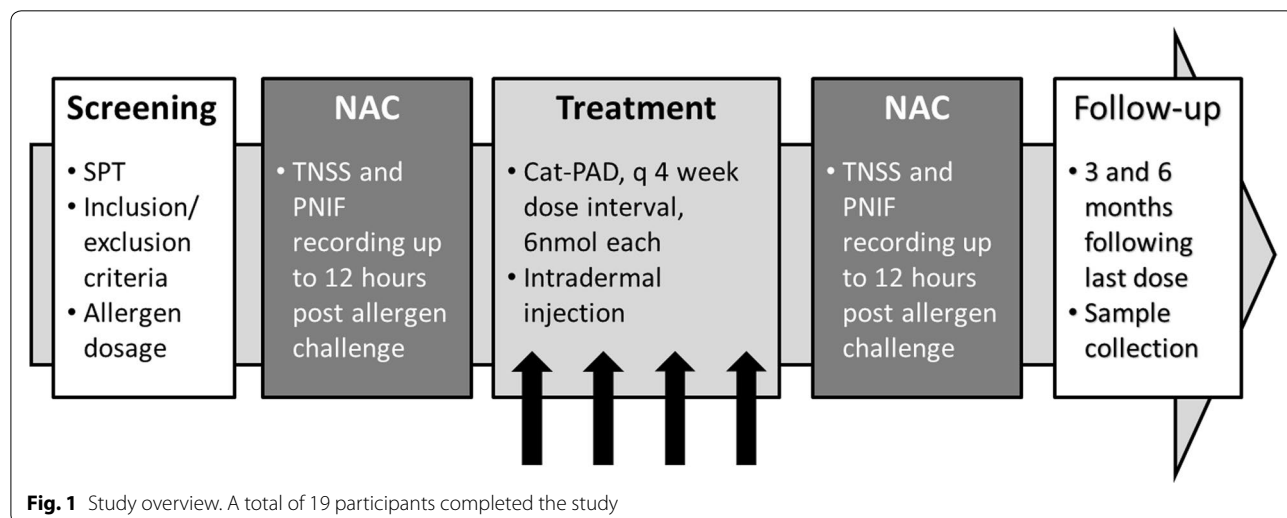 Screening
• SPT
• Inclusion/
exclusion
criteria
• Allergen
dosage
NAC
• TNSS and
PNIF
recording up
to 12 hours
post allergen
challenge
Treatment
• Cat-PAD, q 4 week
dose interval,
6nmol each
• Intradermal
injection
NAC
• TNSS and
PNIF
recording up
to 12 hours
post allergen
challenge
Follow-up
• 3 and 6
months
following
last dose
• Sample
collection
Fig. 1 Study overview. A total of 19 participants completed the study